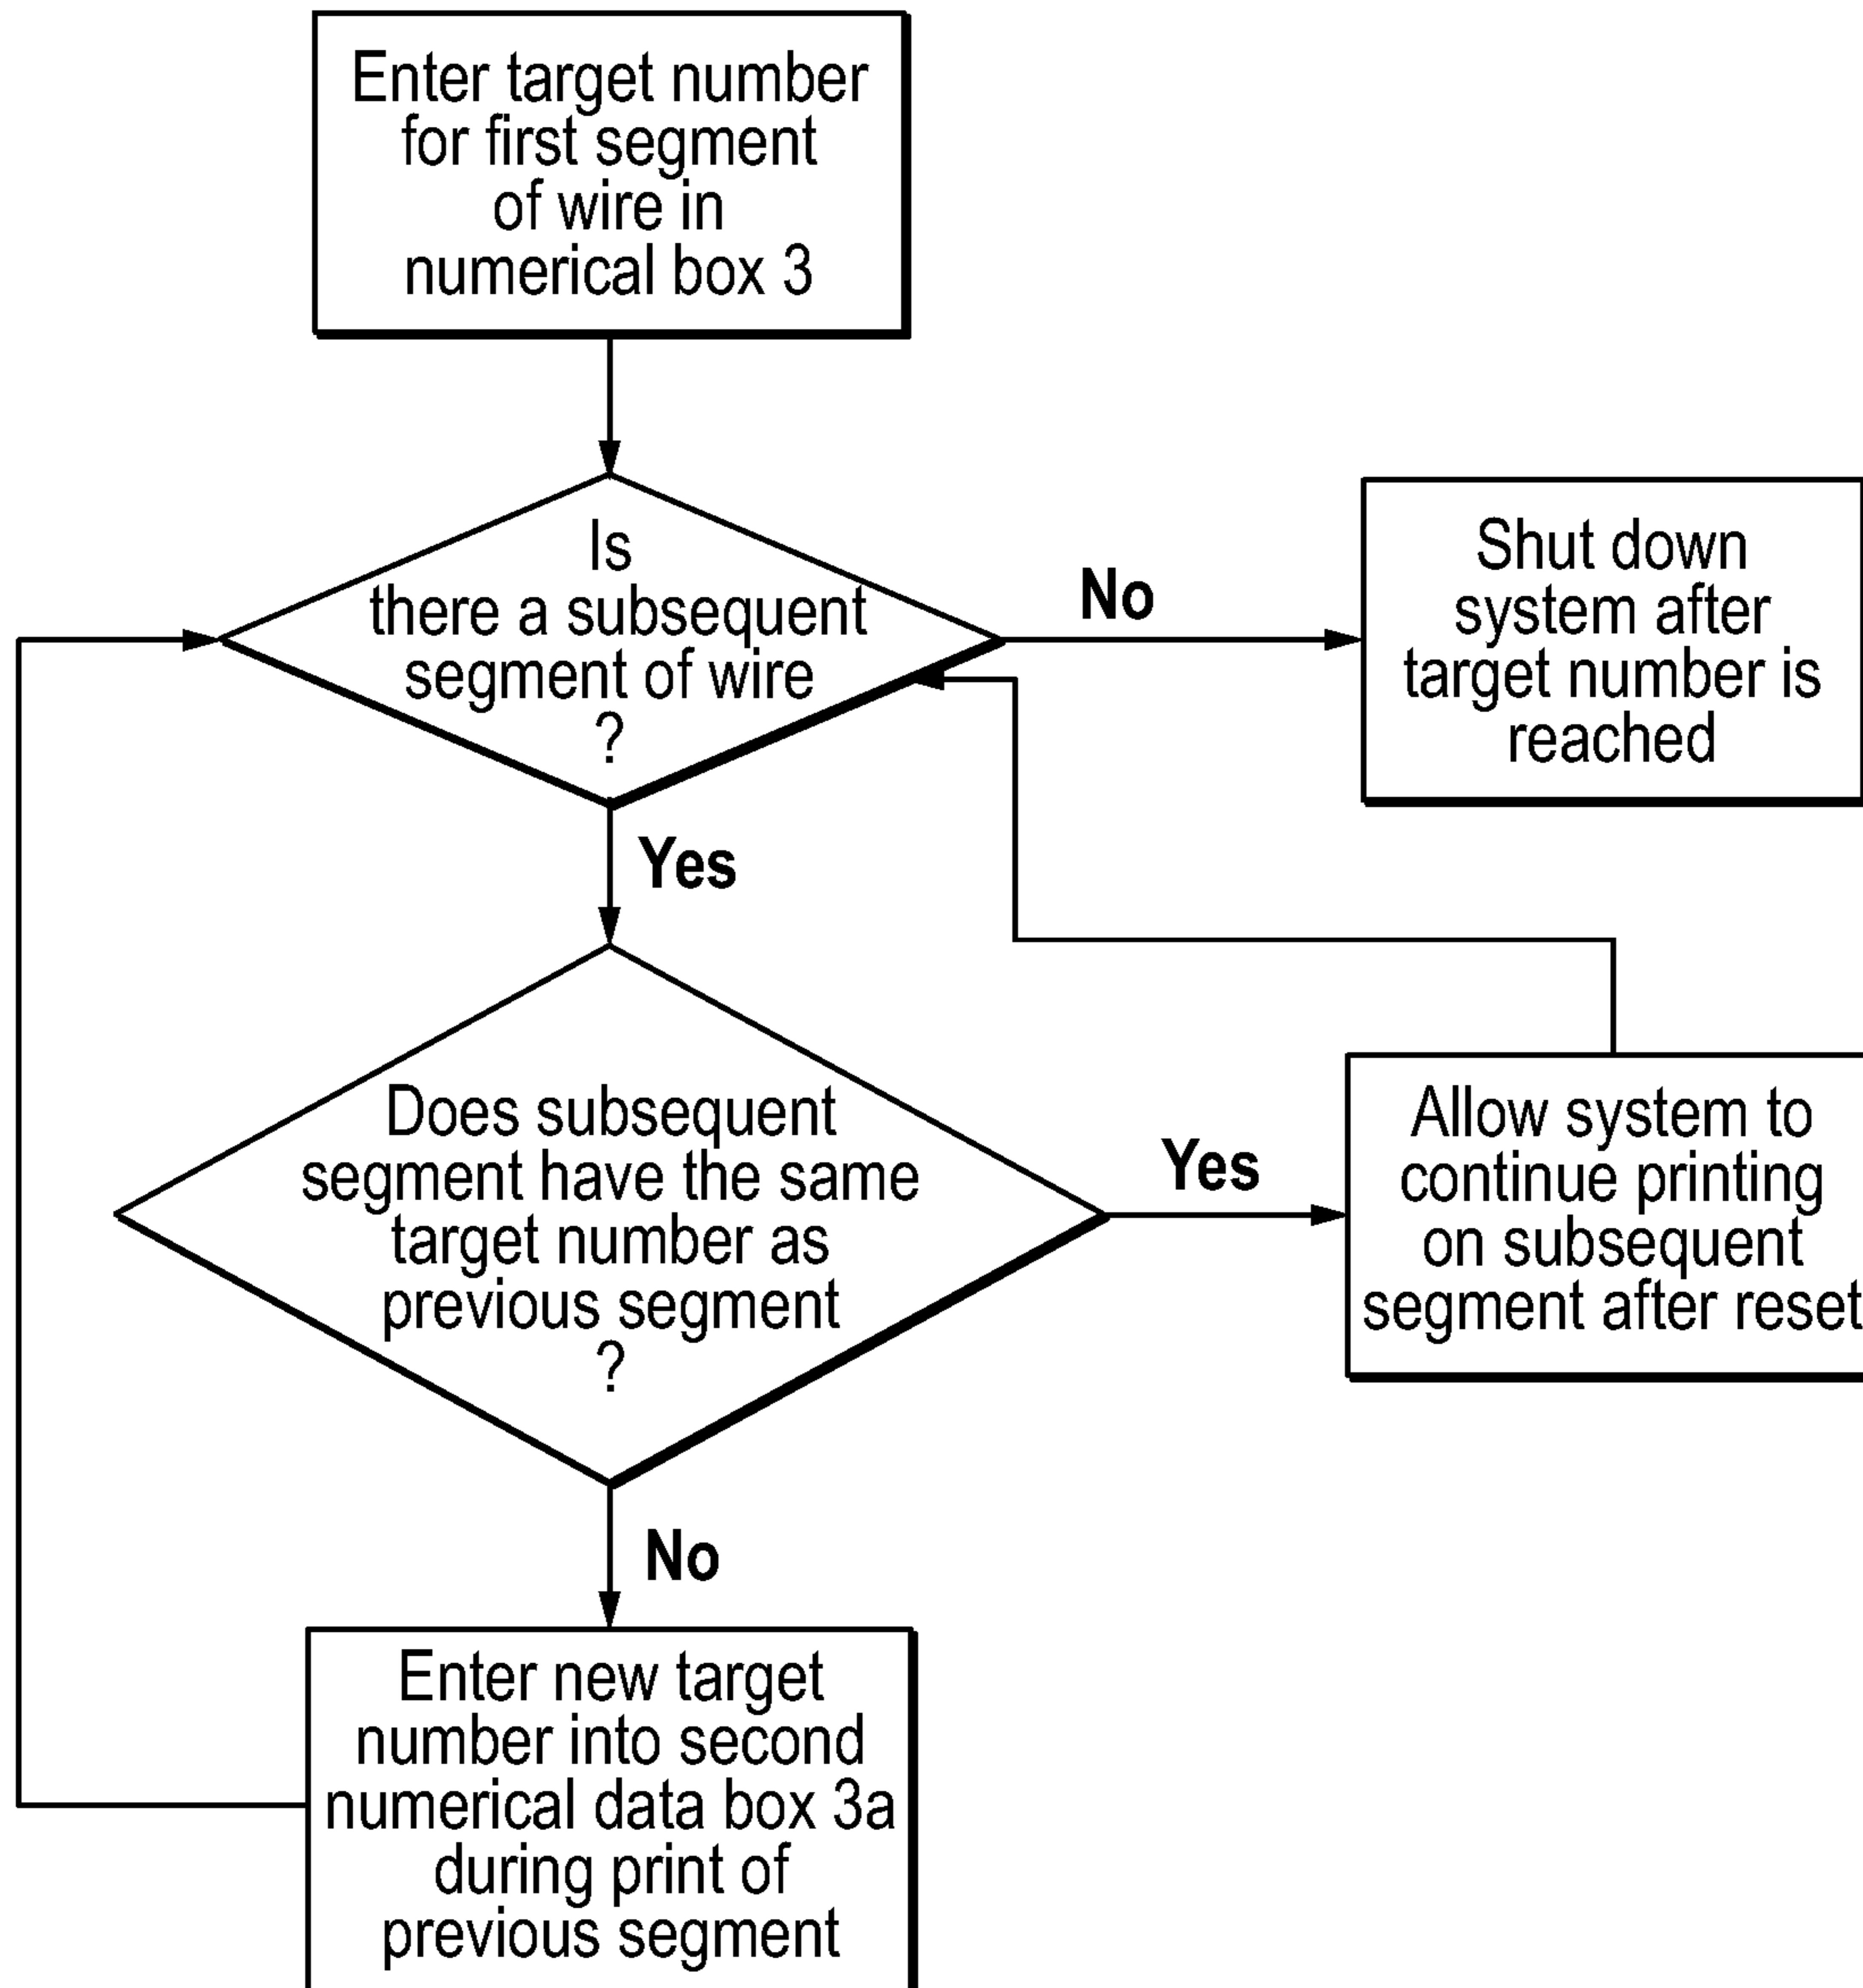 Enter target number
for first segment
of wire in
numerical box 3
Is
there a subsequent
segment of wire
?
No
Shut down
system after
target number is
reached
Yes
Does subsequent
segment have the same
target number as
previous segment
?
Yes
Allow system to
continue printing
on subsequent
segment after reset
No
Enter new target
number into second
numerical data box 3a
during print of
previous segment